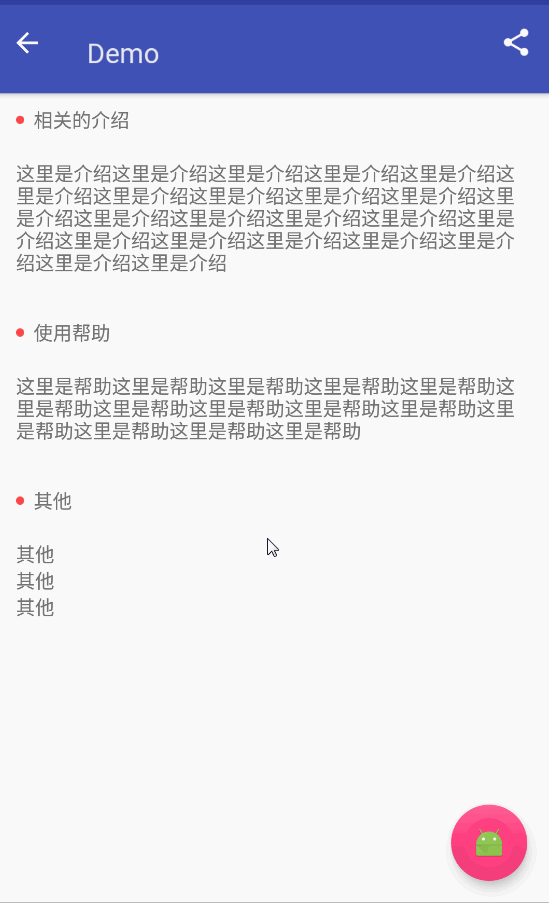 Demo
相关的介绍
这里是介绍这里是介绍这里是介绍这里是介绍这里是介绍这
里是介绍这里是介绍这里是介绍这里是介绍这里是介绍这里
是介绍这里是介绍这里是介绍这里是介绍这里是介绍这里是
介绍这里是介绍这里是介绍这里是介绍这里是介绍这里是介
绍这里是介绍这里是介绍
使用帮助
这里是帮助这里是帮助这里是帮助这里是帮助这里是帮助这
里是帮助这里是帮助这里是帮助这里是帮助这里是帮助这里
是帮助这里是帮助这里是帮助这里是帮助
其他
其他
其他
其他